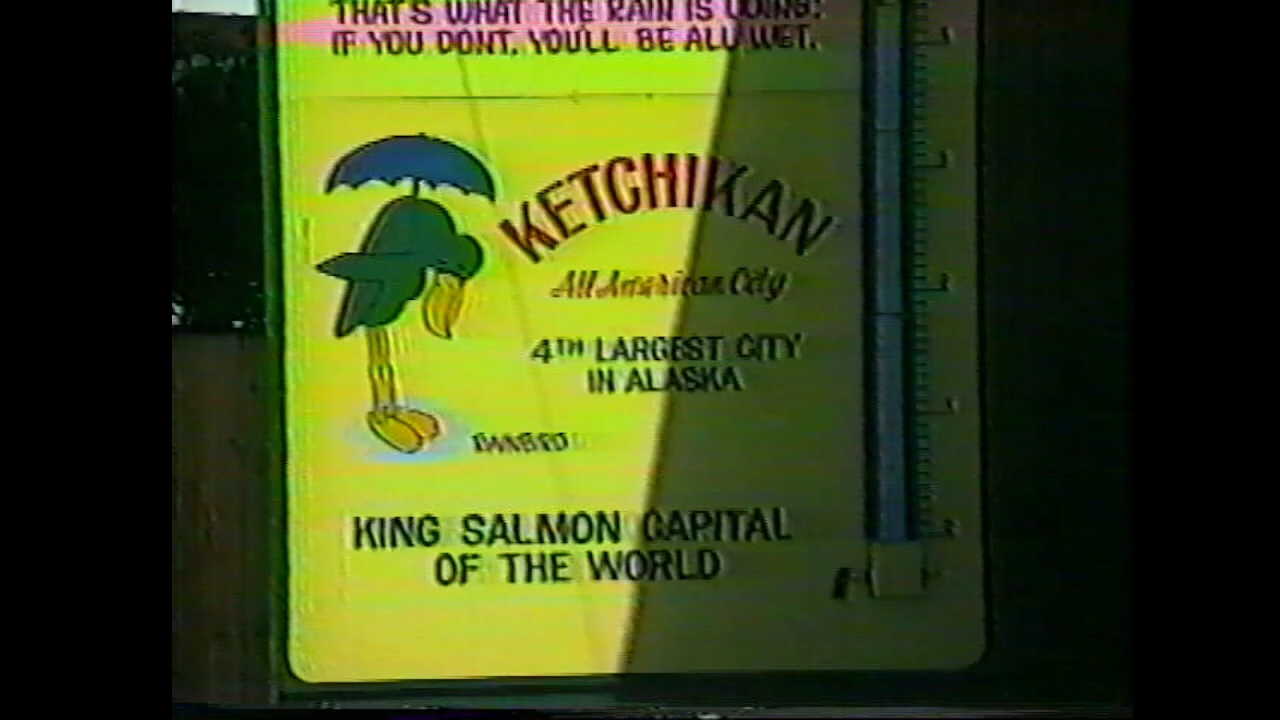 THAT'S WHAT THE RAIN IS DOING:
IF YOU DONT, YOU'LL BE ALL WET.
KETCHIKAN
All American City
4TH LARGEST CITY
IN ALASKA
KING SALMON CAPITAL
OF THE WORLD